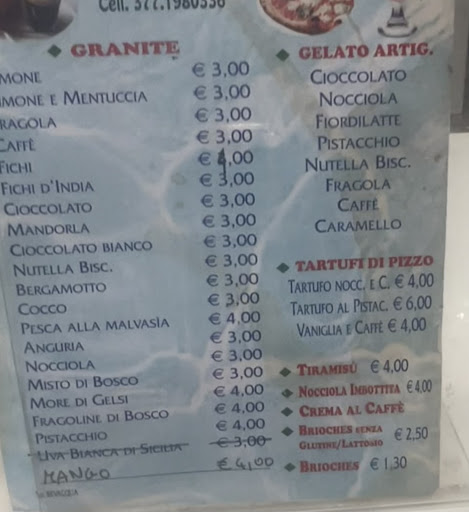 Cell. 377.1980336
GRANITE
MONE € 3,00
MONE E MENTUCCIA € 3,00
RAGOLA € 3,00
CAFFÈ € 3,00
FICHI € 4,00
FICHI D'INDIA € 3,00
CIOCCOLATO € 3,00
MANDORLA € 3,00
CIOCCOLATO BIANCO € 3,00
NUTELLA BISC. € 3,00
BERGAMOTTO € 3,00
COCCO € 3,00
PESCA ALLA MALVASIA € 4,00
ANGURIA € 3,00
NOCCIOLA € 3,00
MISTO DI BOSCO € 3,00
MORE DI GELSI € 4,00
FRAGOLINE DI BOSCO € 4,00
PISTACCHIO € 4,00
UVA BIANCA DI SICILIA € 3,00
MANGO € 4,00
GELATO ARTIG.
CIOCCOLATO
NOCCIOLA
FIORDILATTE
PISTACCHIO
NUTELLA BISC.
FRAGOLA
CAFFÈ
CARAMELLO
TARTUFI DI PIZZO
TARTUFO NOCC. E C. € 4,00
TARTUFO AL PISTAC. € 6,00
VANIGLIA E CAFFÈ € 4,00
TIRAMISÙ € 4,00
NOCCIOLA IMBOTTITA € 4,00
CREMA AL CAFFÈ
BRIOCHES SENZA
GLUTINE/LATTOSIO € 2,50
BRIOCHES € 1,30